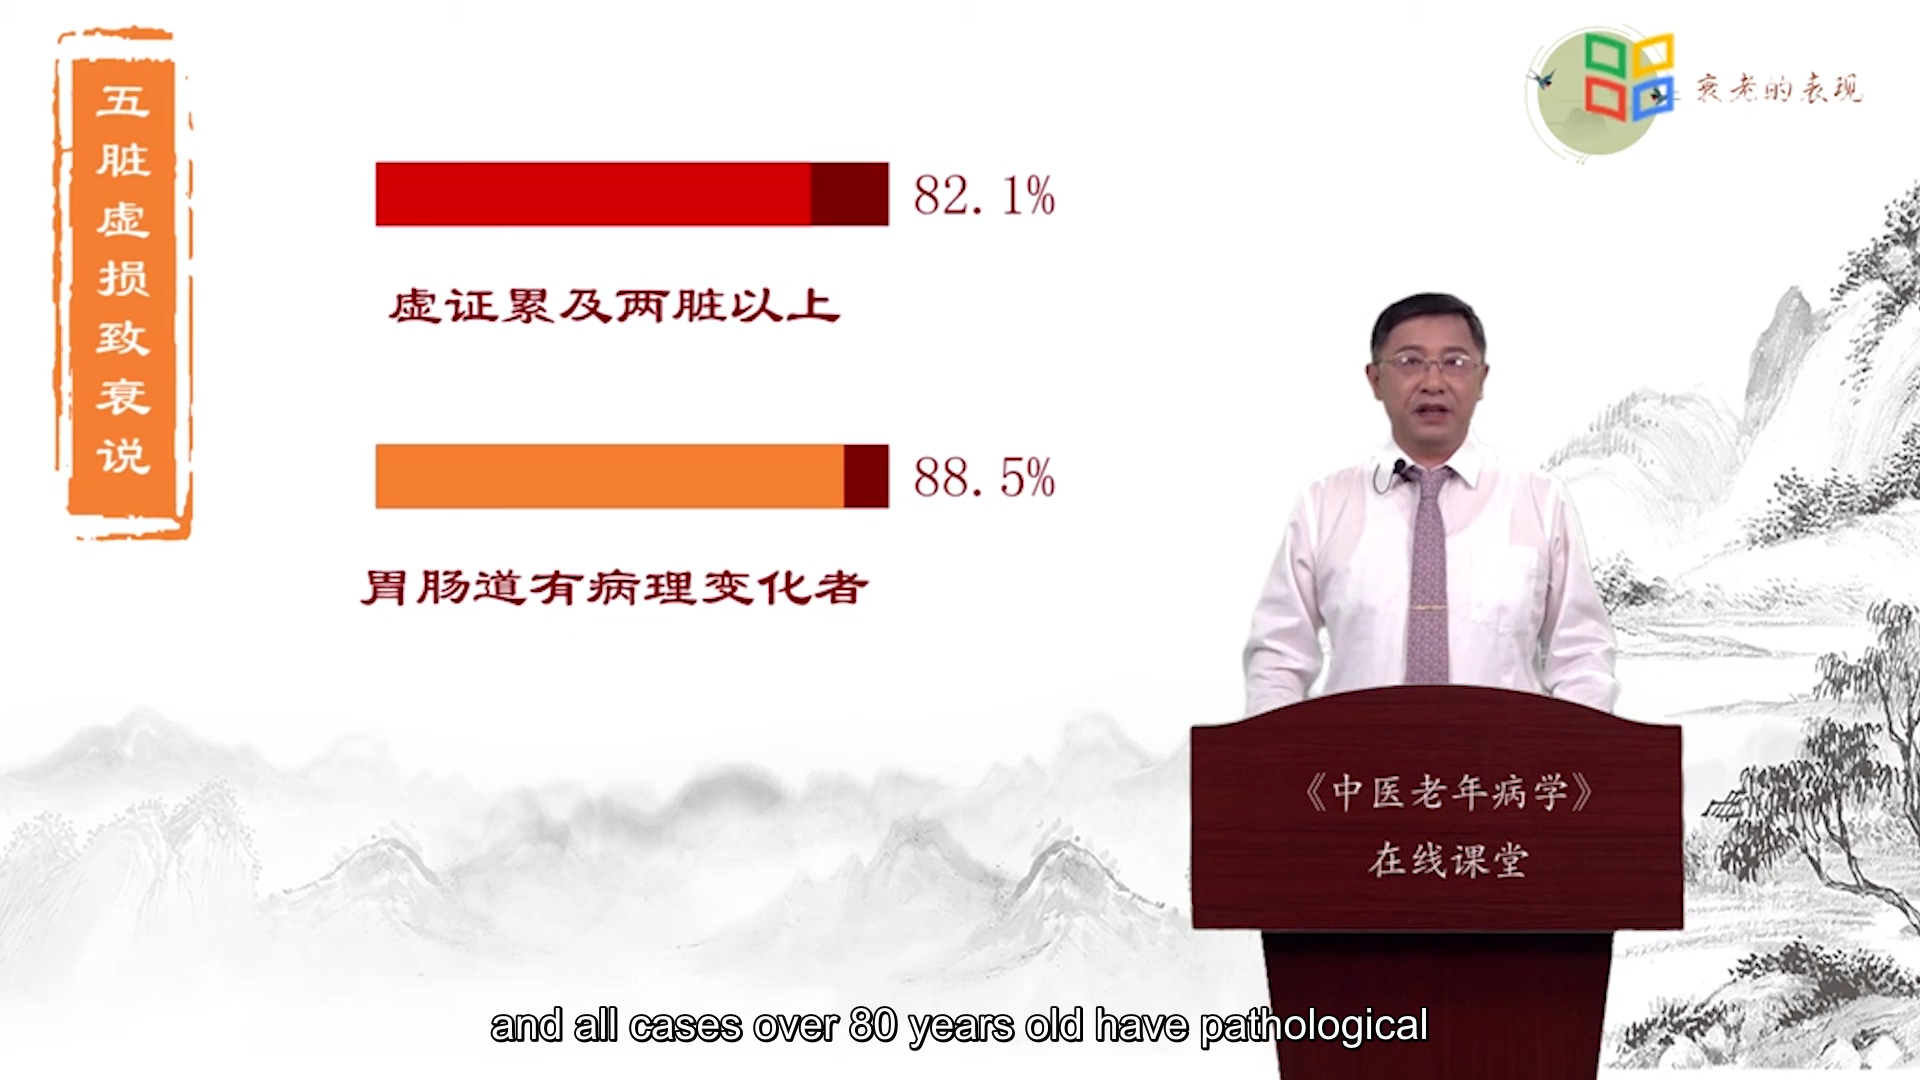 五脏虚损致衰说
衰老的表现
82.1%
虚证累及两脏以上
88.5%
胃肠道有病理变化者
《中医老年病学》
在线课堂
and all cases over 80 years old have pathological